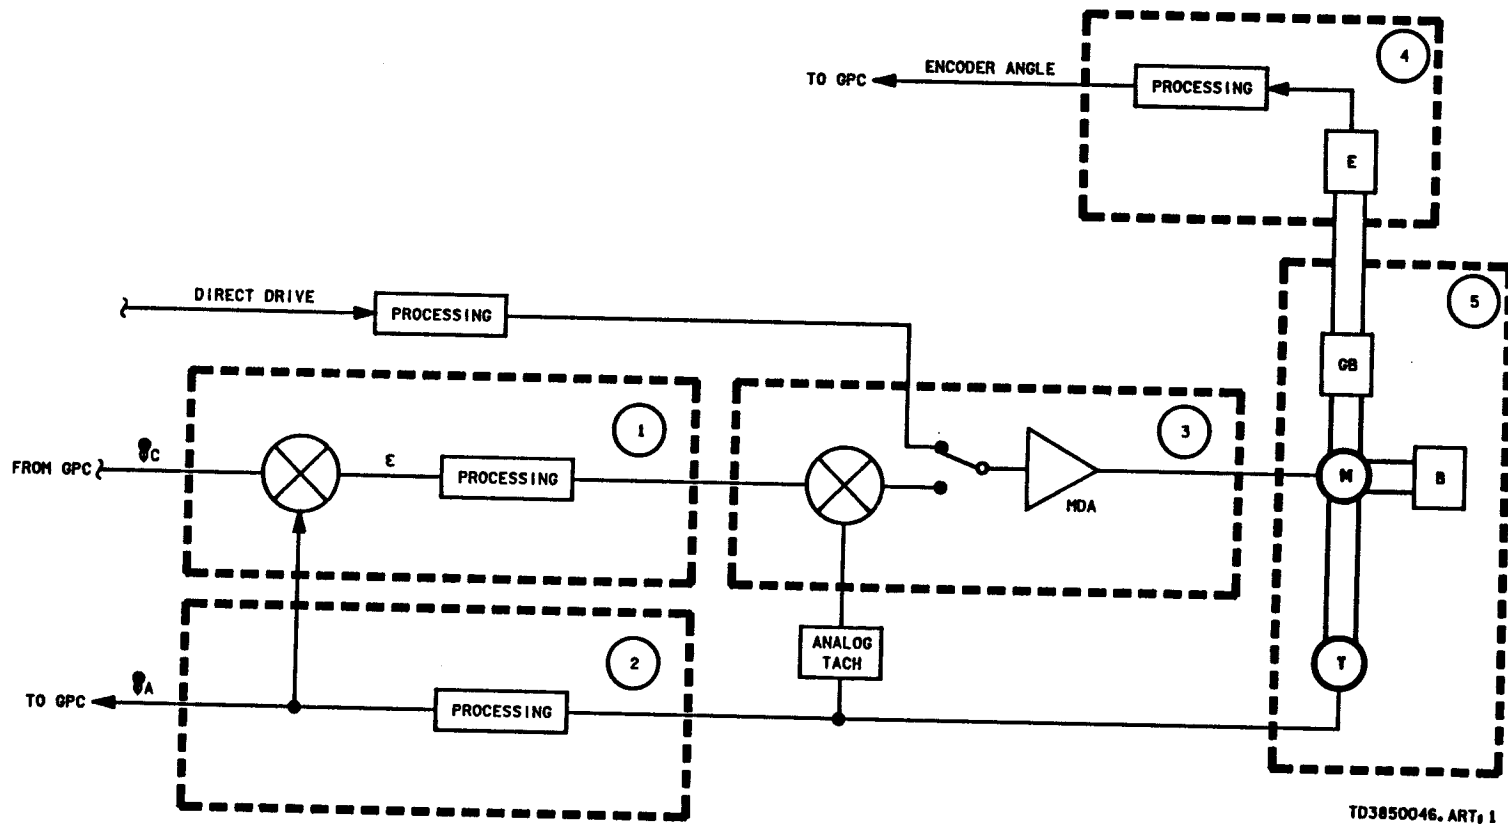 4
TO GPC
ENCODER ANGLE
PROCESSING
E
DIRECT DRIVE
PROCESSING
5
GB
1
3
FROM GPC
C
ε
PROCESSING
MDA
M
B
2
ANALOG
TACH
T
TO GPC
A
PROCESSING
TD3850046.ART; 1